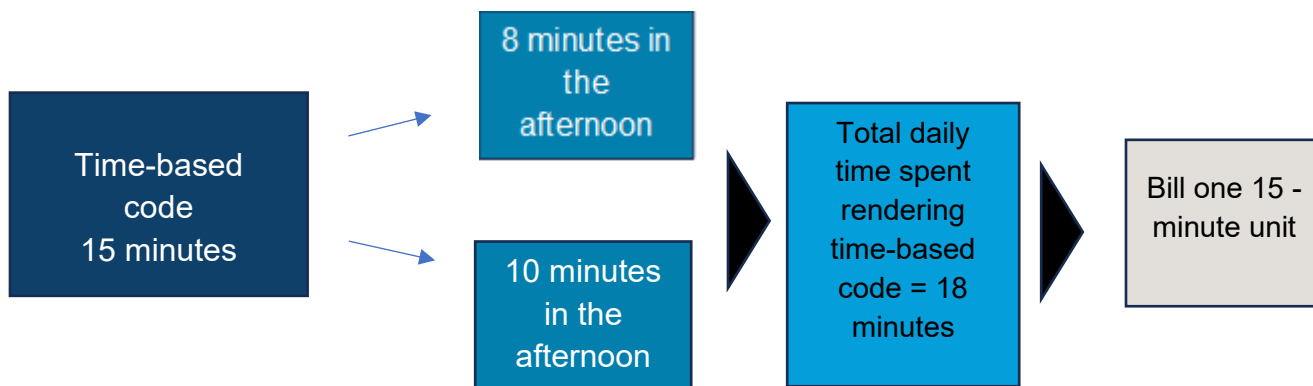 Time-based
code
15 minutes
8 minutes in
the
afternoon
10 minutes
in the
afternoon
Total daily
time spent
rendering
time-based
code = 18
minutes
Bill one 15 -
minute unit